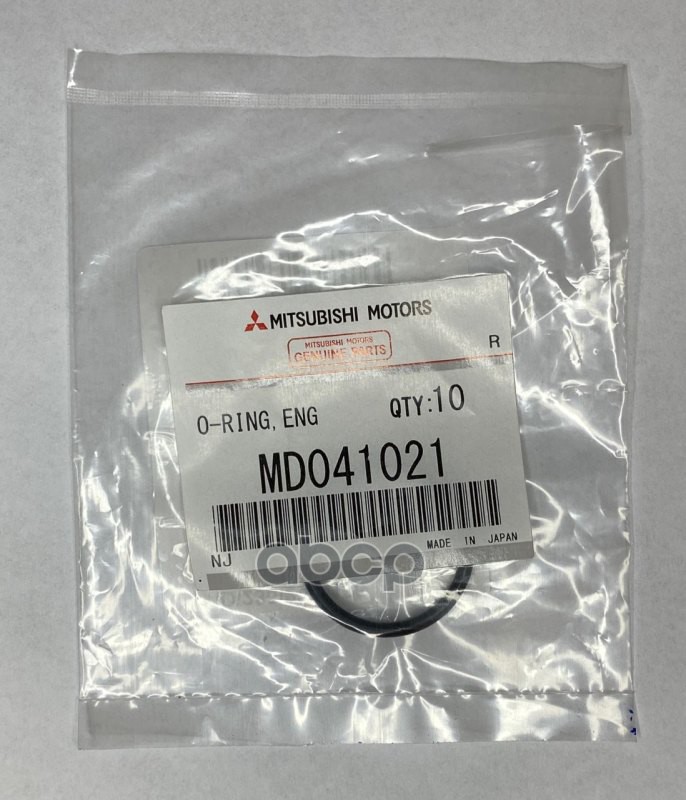 MITSUBISHI MOTORS
MITSUBISHI MOTORS
GENUINE PARTS
R
O-RING, ENG QTY:10
MD041021
NJ MADE IN JAPAN
abcp